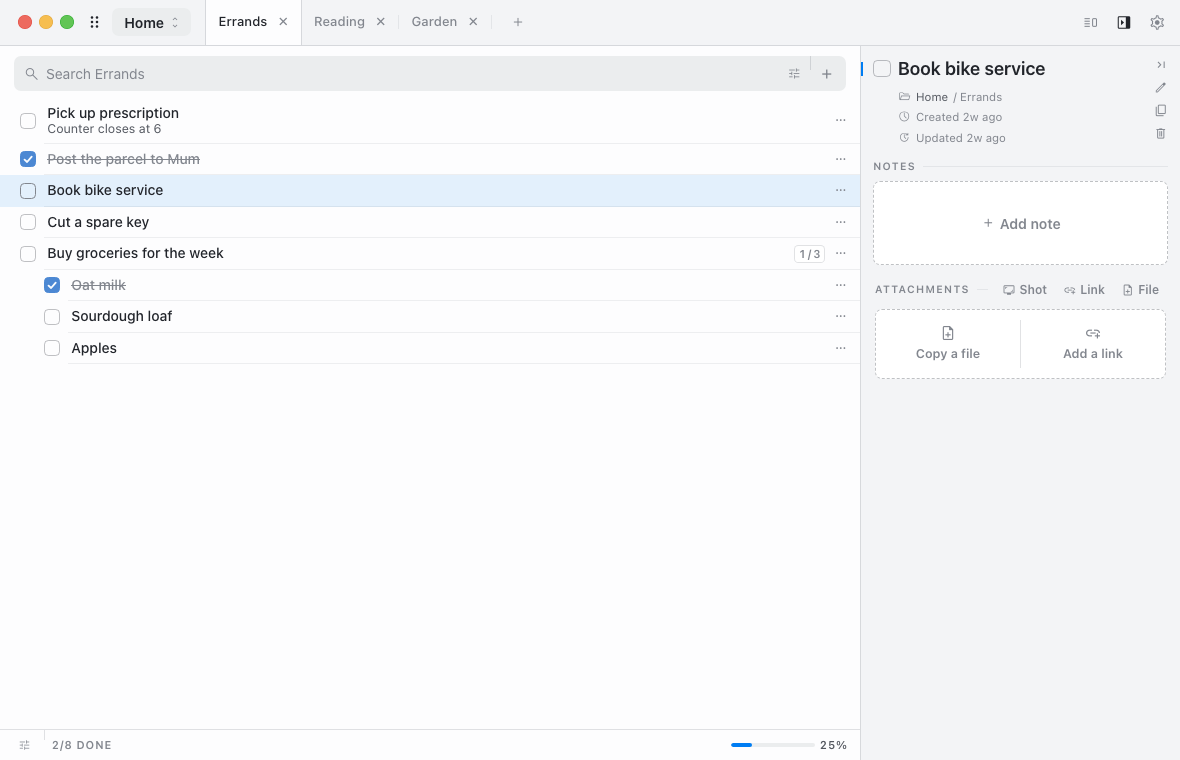 Home
Errands
Reading
Garden
Search Errands
Pick up prescription
Counter closes at 6
Post the parcel to Mum
Book bike service
Cut a spare key
Buy groceries for the week
1/3
Oat milk
Sourdough loaf
Apples
2/8 DONE
25%
Book bike service
Home / Errands
Created 2w ago
Updated 2w ago
NOTES
+ Add note
ATTACHMENTS
Shot
Link
File
Copy a file
Add a link